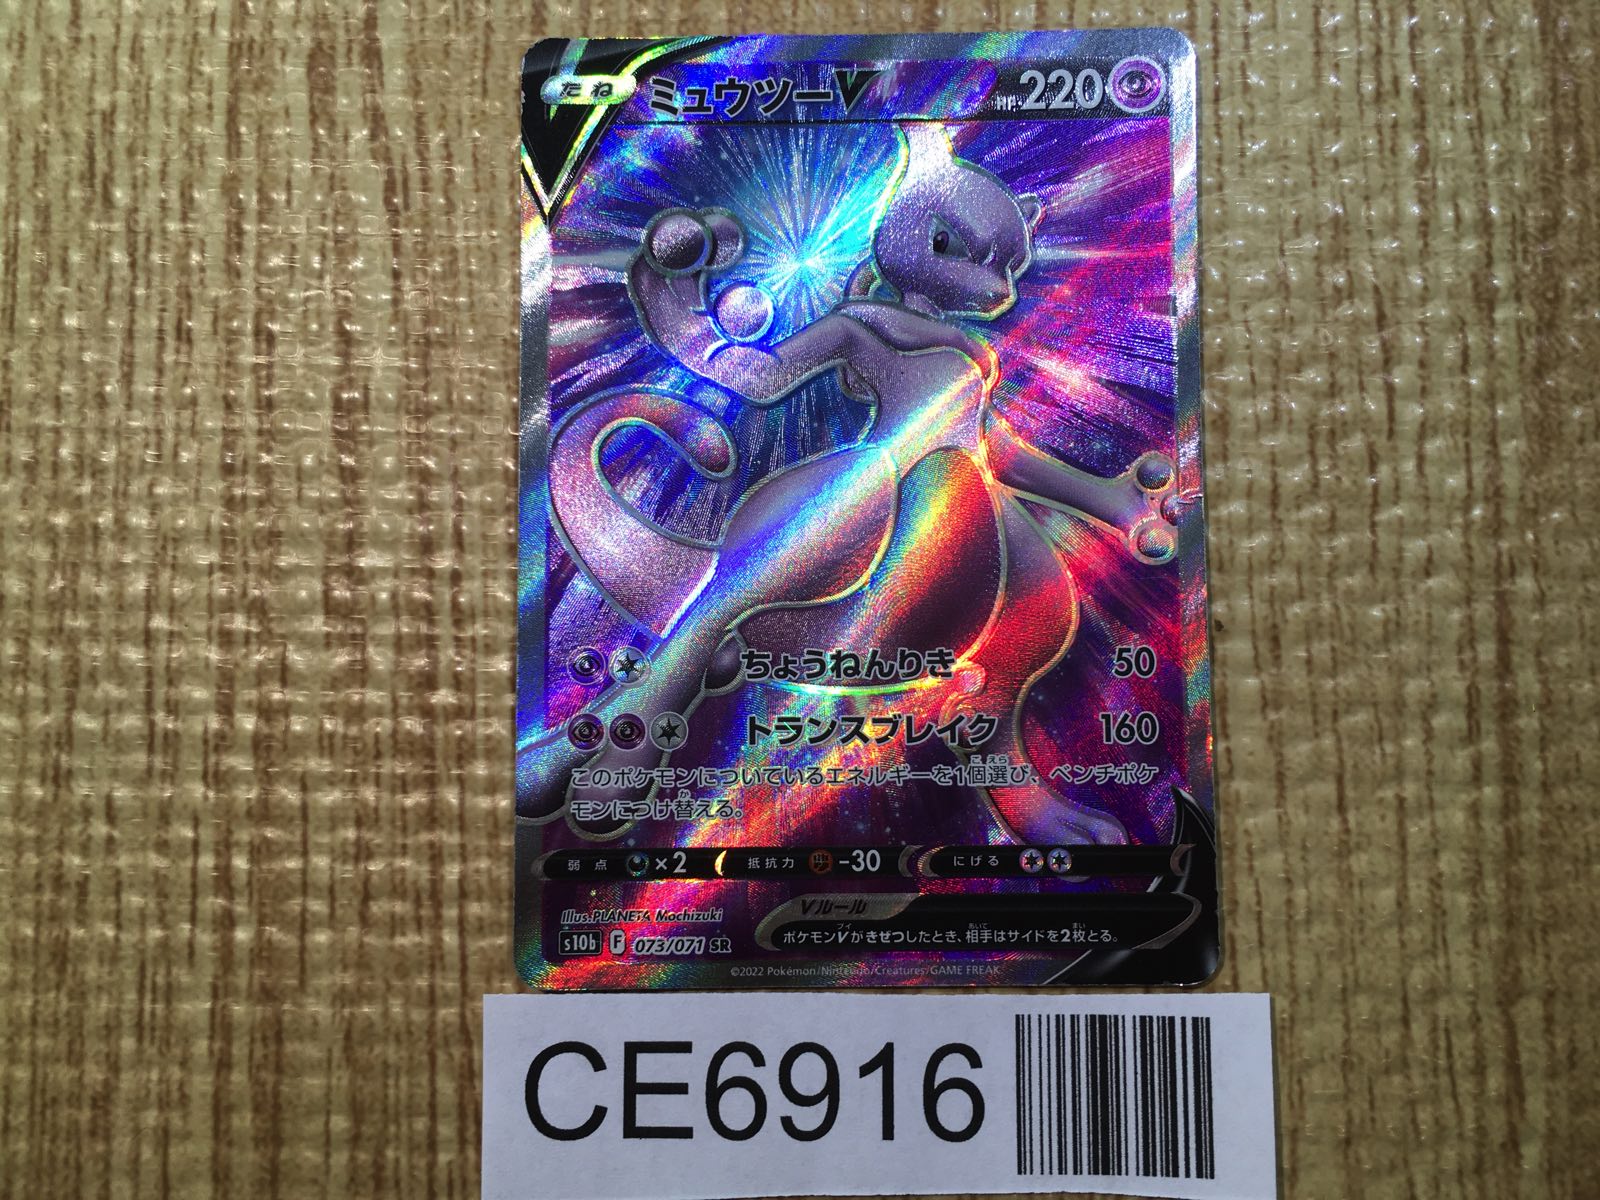 たね ミュウツーV HP 220
ちょうねんりき 50
トランスブレイク 160
このポケモンについているエネルギーを1個選び、ベンチポケ
モンにつけ替える。
弱点 ×2 抵抗力 -30 にげる
Illus.PLANETA Mochizuki
Vルール
ポケモンVがきぜつしたとき、相手はサイドを2枚とる。
s10b F 073/071 SR
©2022 Pokémon/Nintendo/Creatures/GAME FREAK
CE6916